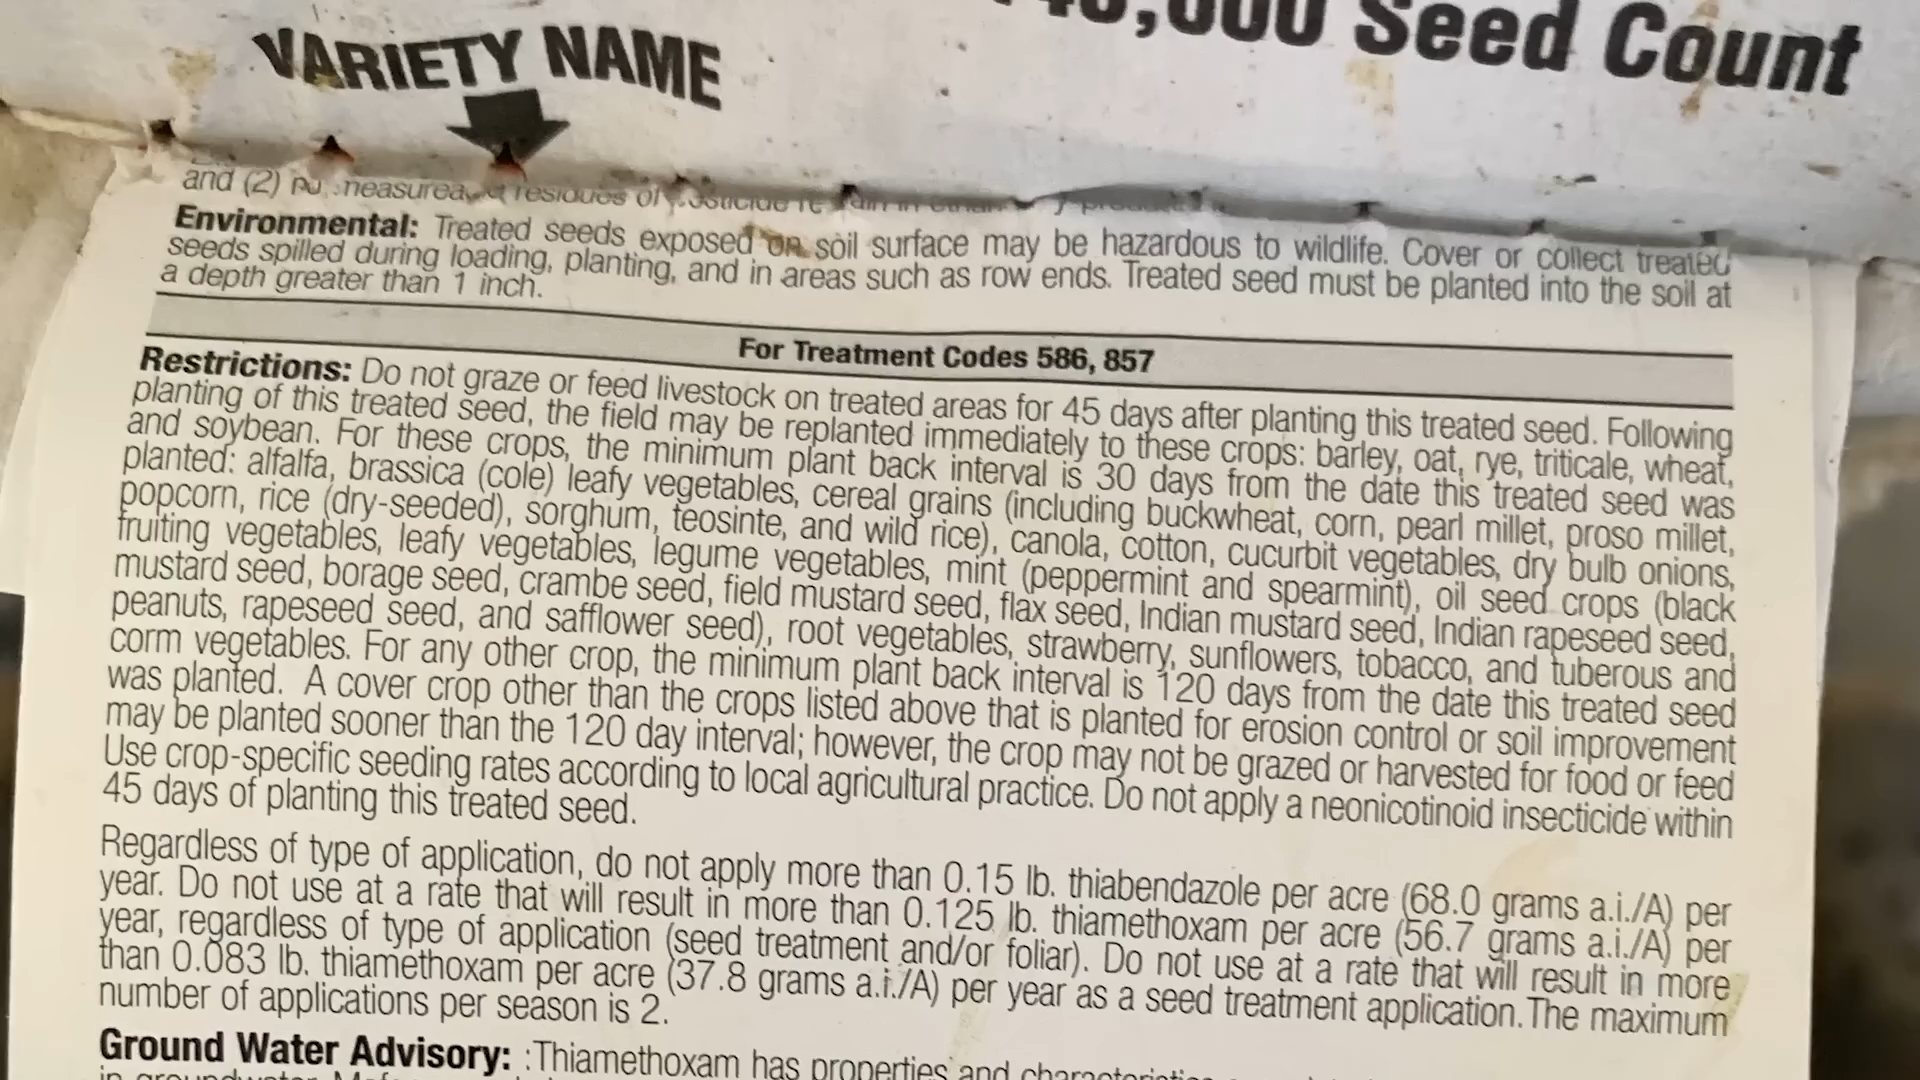 ,000 Seed Count
VARIETY NAME
and (2) residues of
Environmental: Treated seeds exposed on soil surface may be hazardous to wildlife. Cover or collect treated
seeds spilled during loading, planting, and in areas such as row ends. Treated seed must be planted into the soil at
a depth greater than 1 inch.
For Treatment Codes 586, 857
Restrictions: Do not graze or feed livestock on treated areas for 45 days after planting this treated seed. Following
planting of this treated seed, the field may be replanted immediately to these crops: barley, oat, rye, triticale, wheat,
and soybean. For these crops, the minimum plant back interval is 30 days from the date this treated seed was
planted: alfalfa, brassica (cole) leafy vegetables, cereal grains (including buckwheat, corn, pearl millet, proso millet,
popcorn, rice (dry-seeded), sorghum, teosinte, and wild rice), canola, cotton, cucurbit vegetables, dry bulb onions,
fruiting vegetables, leafy vegetables, legume vegetables, mint (peppermint and spearmint), oil seed crops (black
mustard seed, borage seed, crambe seed, field mustard seed, flax seed, Indian mustard seed, Indian rapeseed seed,
peanuts, rapeseed seed, and safflower seed), root vegetables, strawberry, sunflowers, tobacco, and tuberous and
corm vegetables. For any other crop, the minimum plant back interval is 120 days from the date this treated seed
was planted. A cover crop other than the crops listed above that is planted for erosion control or soil improvement
may be planted sooner than the 120 day interval; however, the crop may not be grazed or harvested for food or feed
Use crop-specific seeding rates according to local agricultural practice. Do not apply a neonicotinoid insecticide within
45 days of planting this treated seed.
Regardless of type of application, do not apply more than 0.15 lb. thiabendazole per acre (68.0 grams a.i./A) per
year. Do not use at a rate that will result in more than 0.125 lb. thiamethoxam per acre (56.7 grams a.i./A) per
year, regardless of type of application (seed treatment and/or foliar). Do not use at a rate that will result in more
than 0.083 lb. thiamethoxam per acre (37.8 grams a.i./A) per year as a seed treatment application. The maximum
number of applications per season is 2.
Ground Water Advisory: :Thiamethoxam has properties and